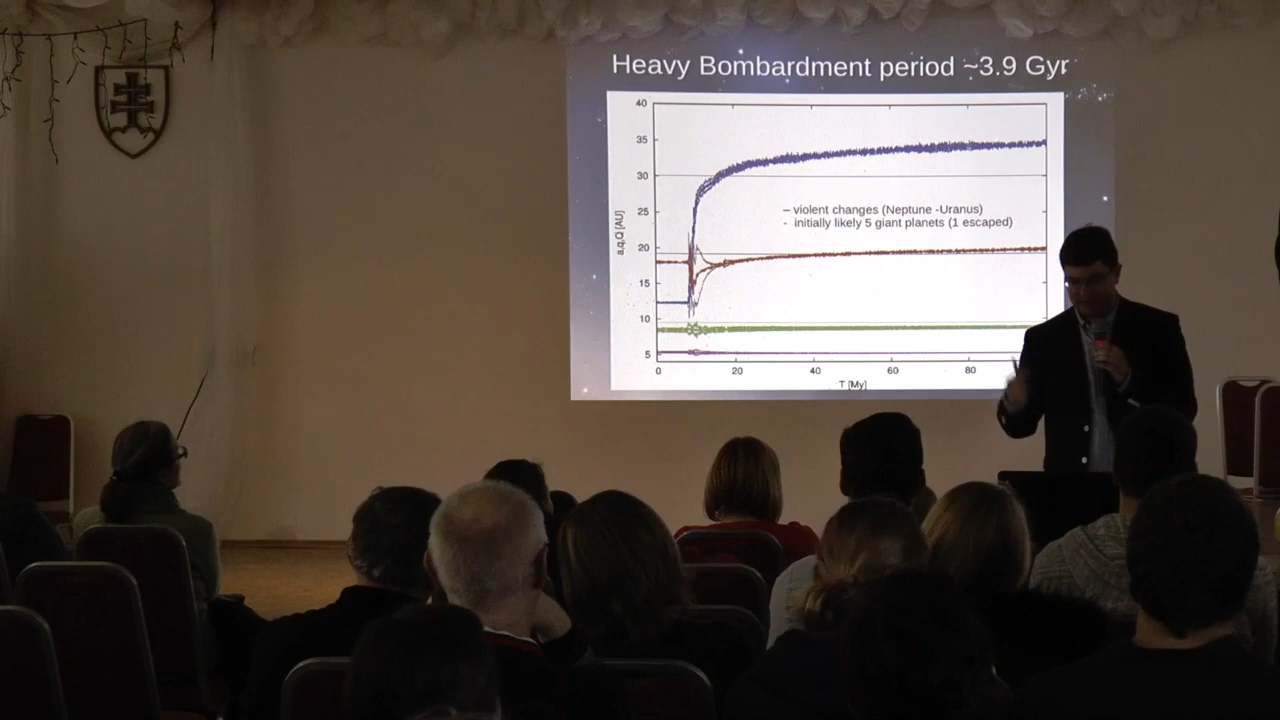 Heavy Bombardment period ~3.9 Gyr
40
35
30
25
20
15
10
5
a,q,Q [AU]
– violent changes (Neptune -Uranus)
- initially likely 5 giant planets (1 escaped)
0 20 40 60 80
T [My]